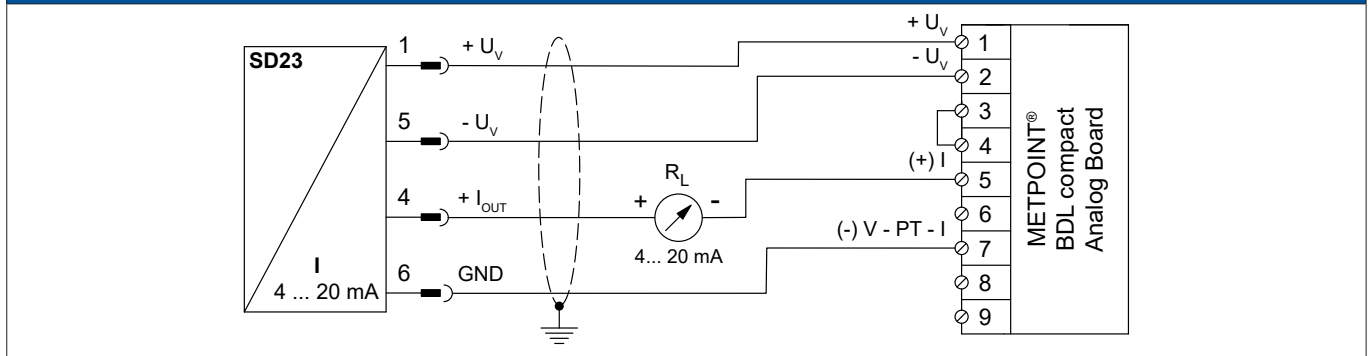 SD23
I
4 ... 20 mA
1
+ U_V
5
- U_V
4
+ I_OUT
6
GND
+
R_L
-
4... 20 mA
+ U_V
- U_V
(+) I
(-) V - PT - I
1
2
3
4
5
6
7
8
9
METPOINT®
BDL compact
Analog Board